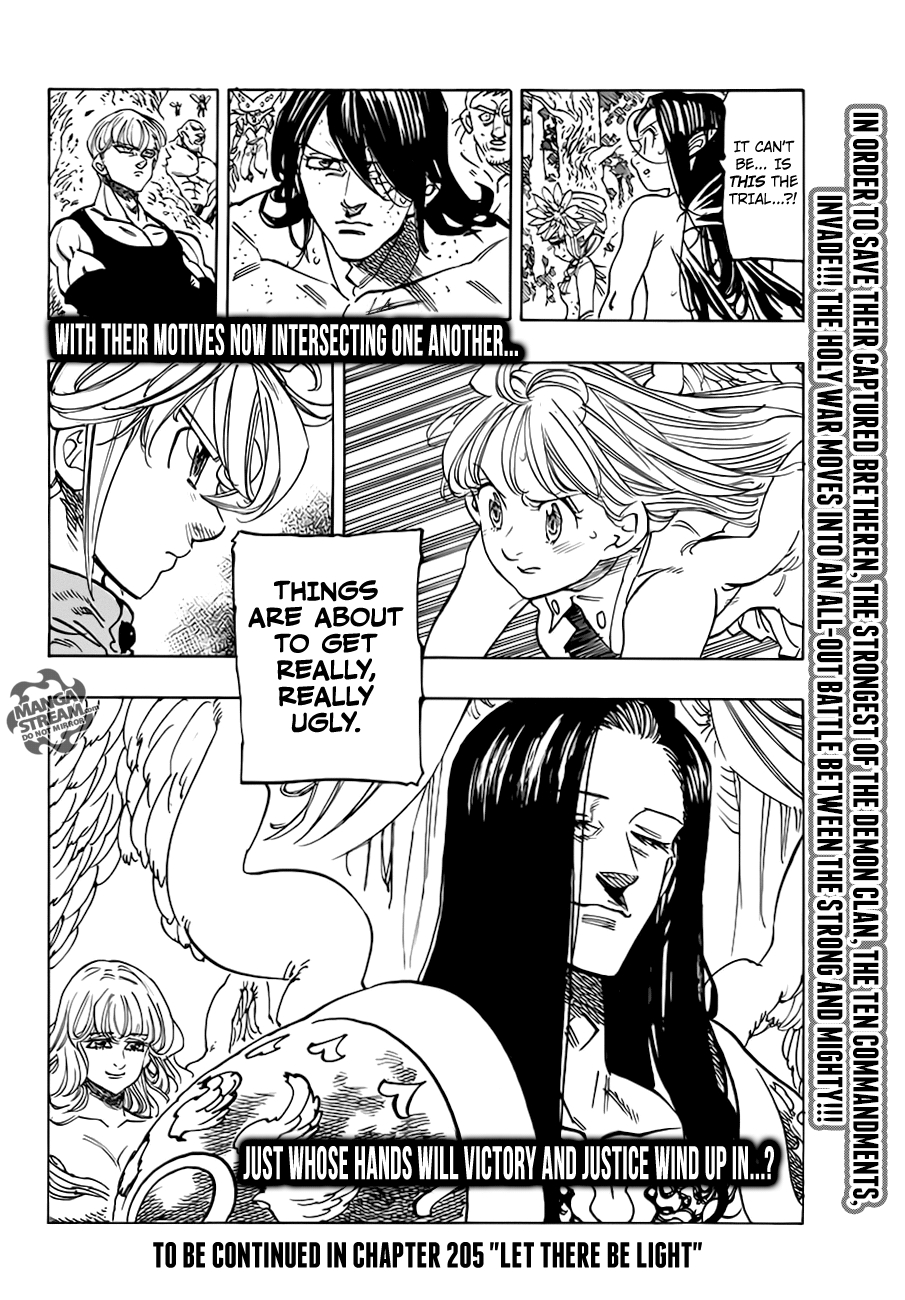 IN ORDER TO SAVE THEIR CAPTURED BRETHEREN, THE STRONGEST OF THE DEMON CLAN, THE TEN COMMANDMENTS,
INVADE!!! THE HOLY WAR MOVES INTO AN ALL-OUT BATTLE BETWEEN THE STRONG AND MIGHTY!!!
IT CAN'T
BE... IS
THIS THE
TRIAL...?!
WITH THEIR MOTIVES NOW INTERSECTING ONE ANOTHER...
THINGS
ARE ABOUT
TO GET
REALLY,
REALLY
UGLY.
MANGA
STREAM.com
DO NOT MIRROR
JUST WHOSE HANDS WILL VICTORY AND JUSTICE WIND UP IN...?
TO BE CONTINUED IN CHAPTER 205 "LET THERE BE LIGHT"